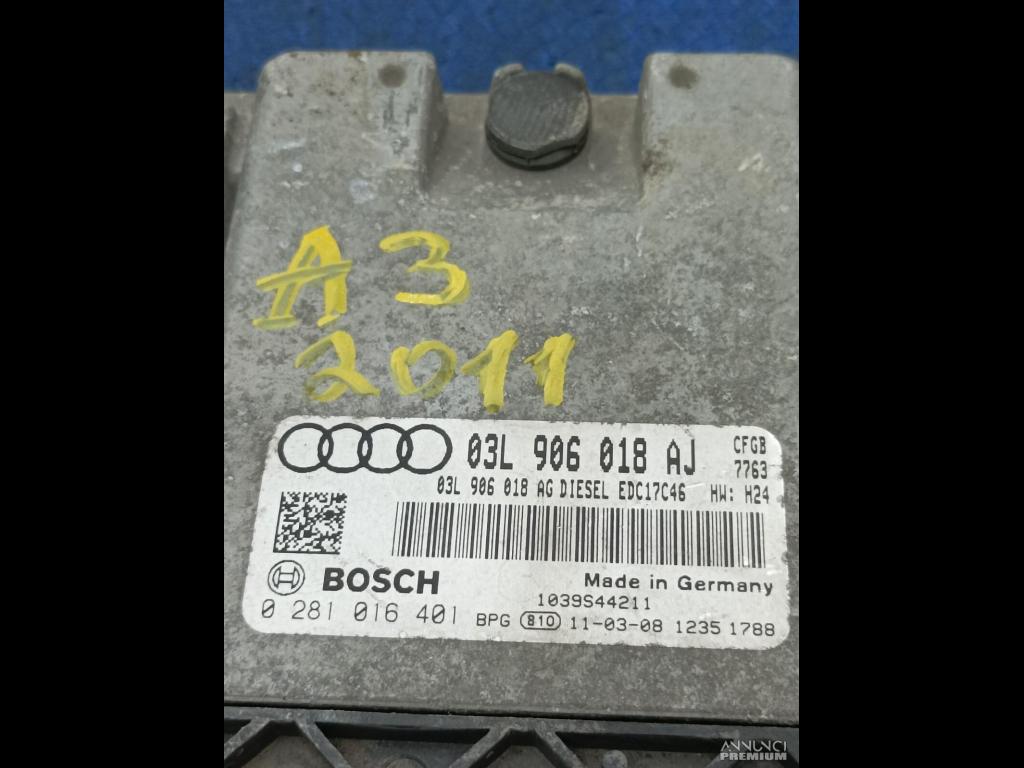 A3
2011
03L 906 018 AJ
CFGB
7763
03L 906 018 AG DIESEL EDC17C46 HW: H24
BOSCH
Made in Germany
1039S44211
0 281 016 401 BPG 810 11-03-08 1235 1788
ANNUNCI
PREMIUM